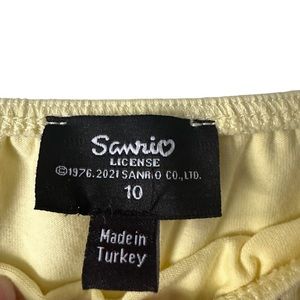 Sanrio
LICENSE
©1976, 2021 SANRIO CO., LTD.
10
Made in
Turkey